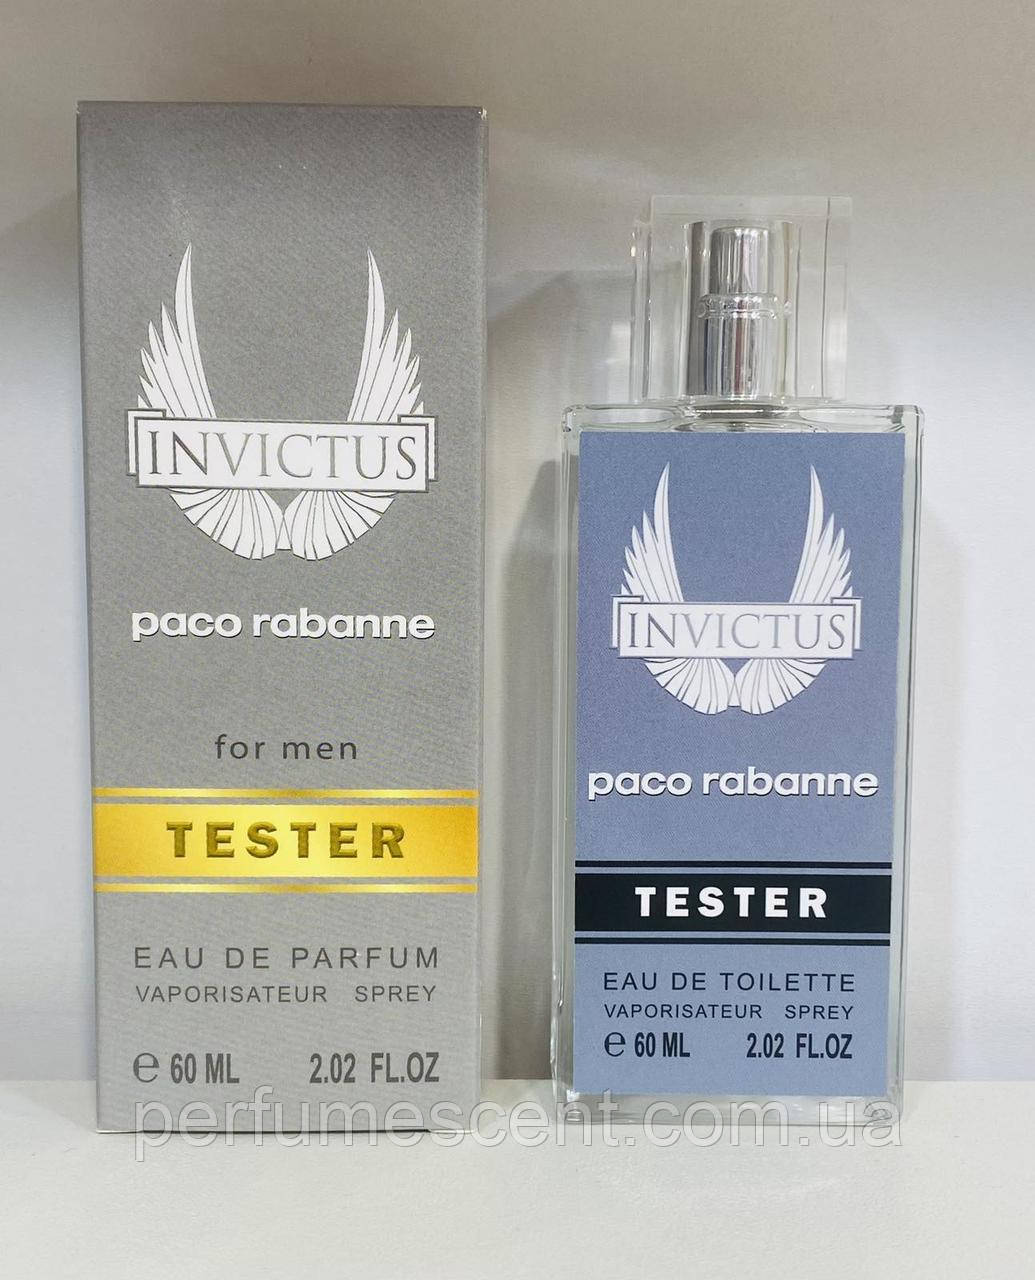 INVICTUS
paco rabanne
for men
TESTER
EAU DE PARFUM
VAPORISATEUR SPREY
e 60 ML 2.02 FL.OZ
INVICTUS
paco rabanne
TESTER
EAU DE TOILETTE
VAPORISATEUR SPREY
e 60 ML 2.02 FL.OZ
perfumescent.com.ua